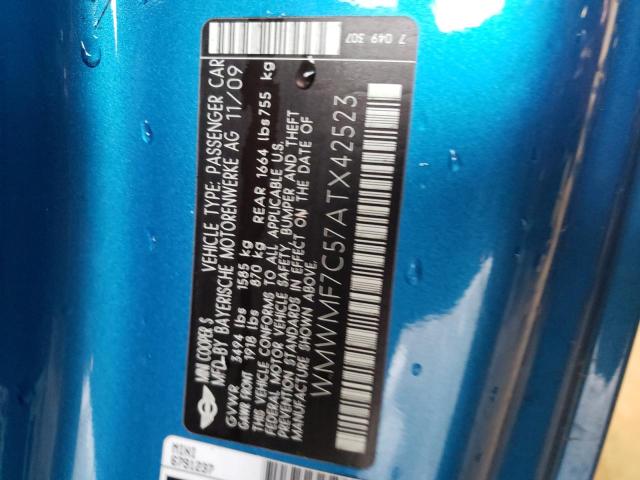 MINI COOPER S
VEHICLE TYPE: PASSENGER CAR
MFD-BY BAYERISCHE MOTORENWERKE AG 11/09
GVWR 3494 lbs 1585 kg
GAWR FRONT 1918 lbs 870 kg REAR 1664 lbs 755 kg
THIS VEHICLE CONFORMS TO ALL APPLICABLE U.S.
FEDERAL MOTOR VEHICLE SAFETY, BUMPER AND THEFT
PREVENTION STANDARDS IN EFFECT ON THE DATE OF
MANUFACTURE SHOWN ABOVE.
WMWMF7C57ATX42523
7 049 307
MINI
6791237